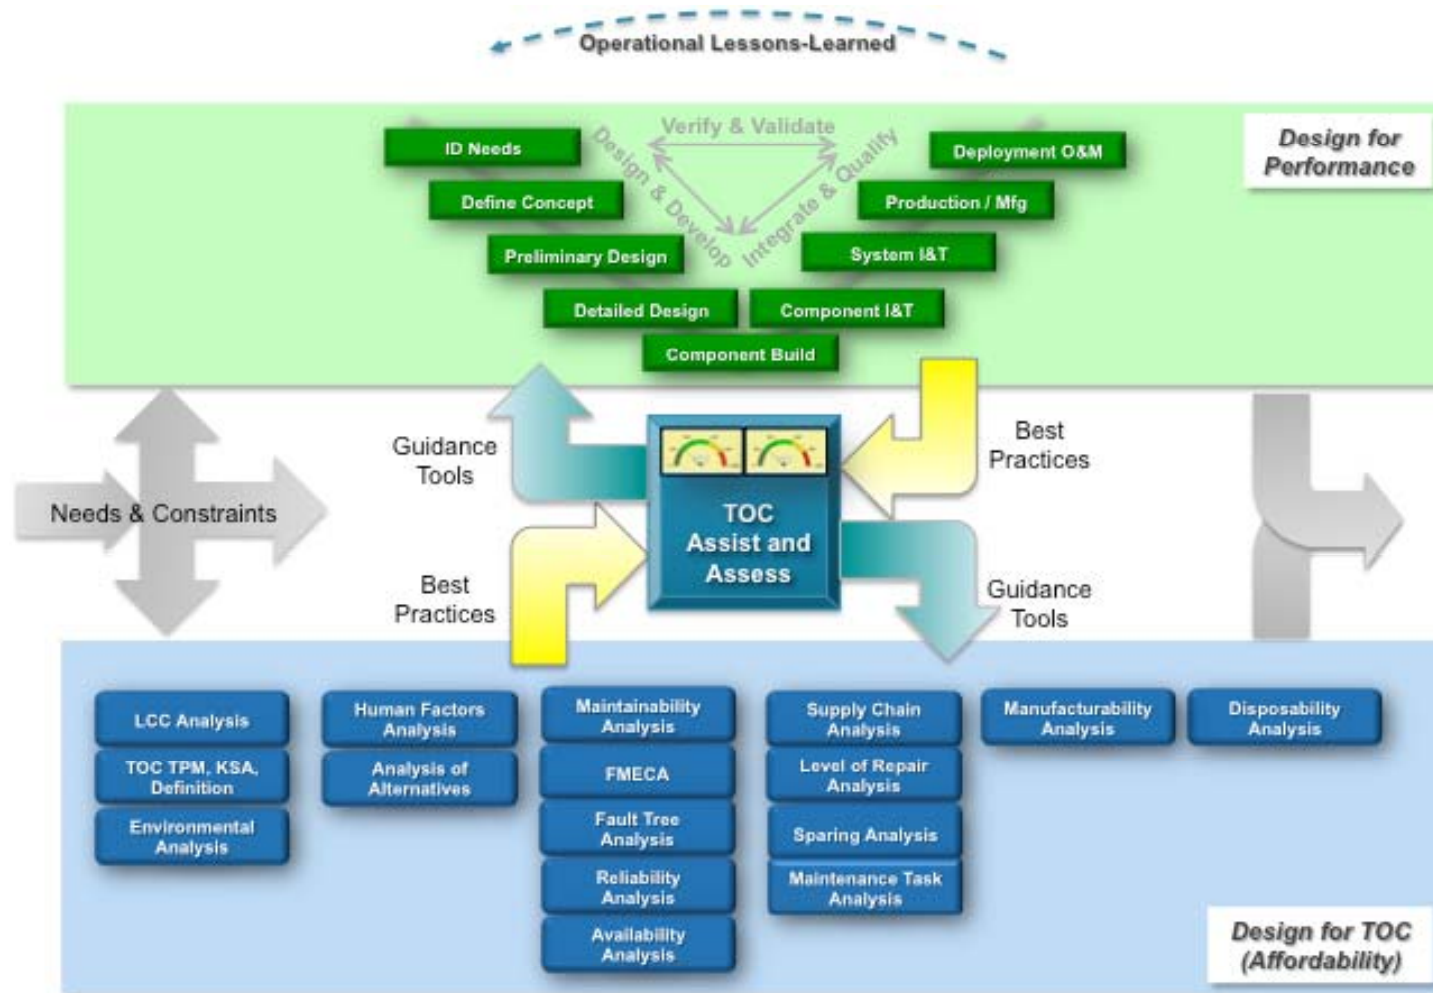 Operational Lessons-Learned
Design for
Performance
Verify & Validate
Design & Develop
Integrate & Qualify
ID Needs
Define Concept
Preliminary Design
Detailed Design
Component Build
Component I&T
System I&T
Production / Mfg
Deployment O&M
Needs & Constraints
Guidance
Tools
Best
Practices
TOC
Assist and
Assess
Best
Practices
Guidance
Tools
LCC Analysis
TOC TPM, KSA,
Definition
Environmental
Analysis
Human Factors
Analysis
Analysis of
Alternatives
Maintainability
Analysis
FMECA
Fault Tree
Analysis
Reliability
Analysis
Availability
Analysis
Supply Chain
Analysis
Level of Repair
Analysis
Sparing Analysis
Maintenance Task
Analysis
Manufacturability
Analysis
Disposability
Analysis
Design for TOC
(Affordability)